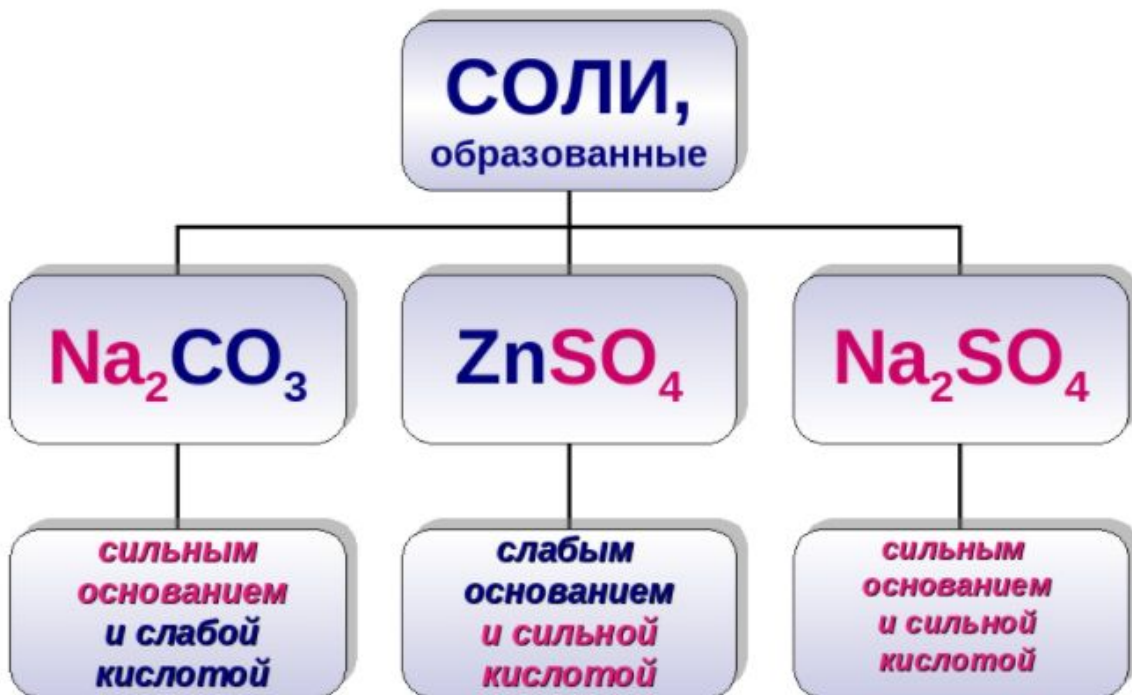 СОЛИ,
образованные
Na₂CO₃
ZnSO₄
Na₂SO₄
сильным
основанием
и слабой
кислотой
слабым
основанием
и сильной
кислотой
сильным
основанием
и сильной
кислотой